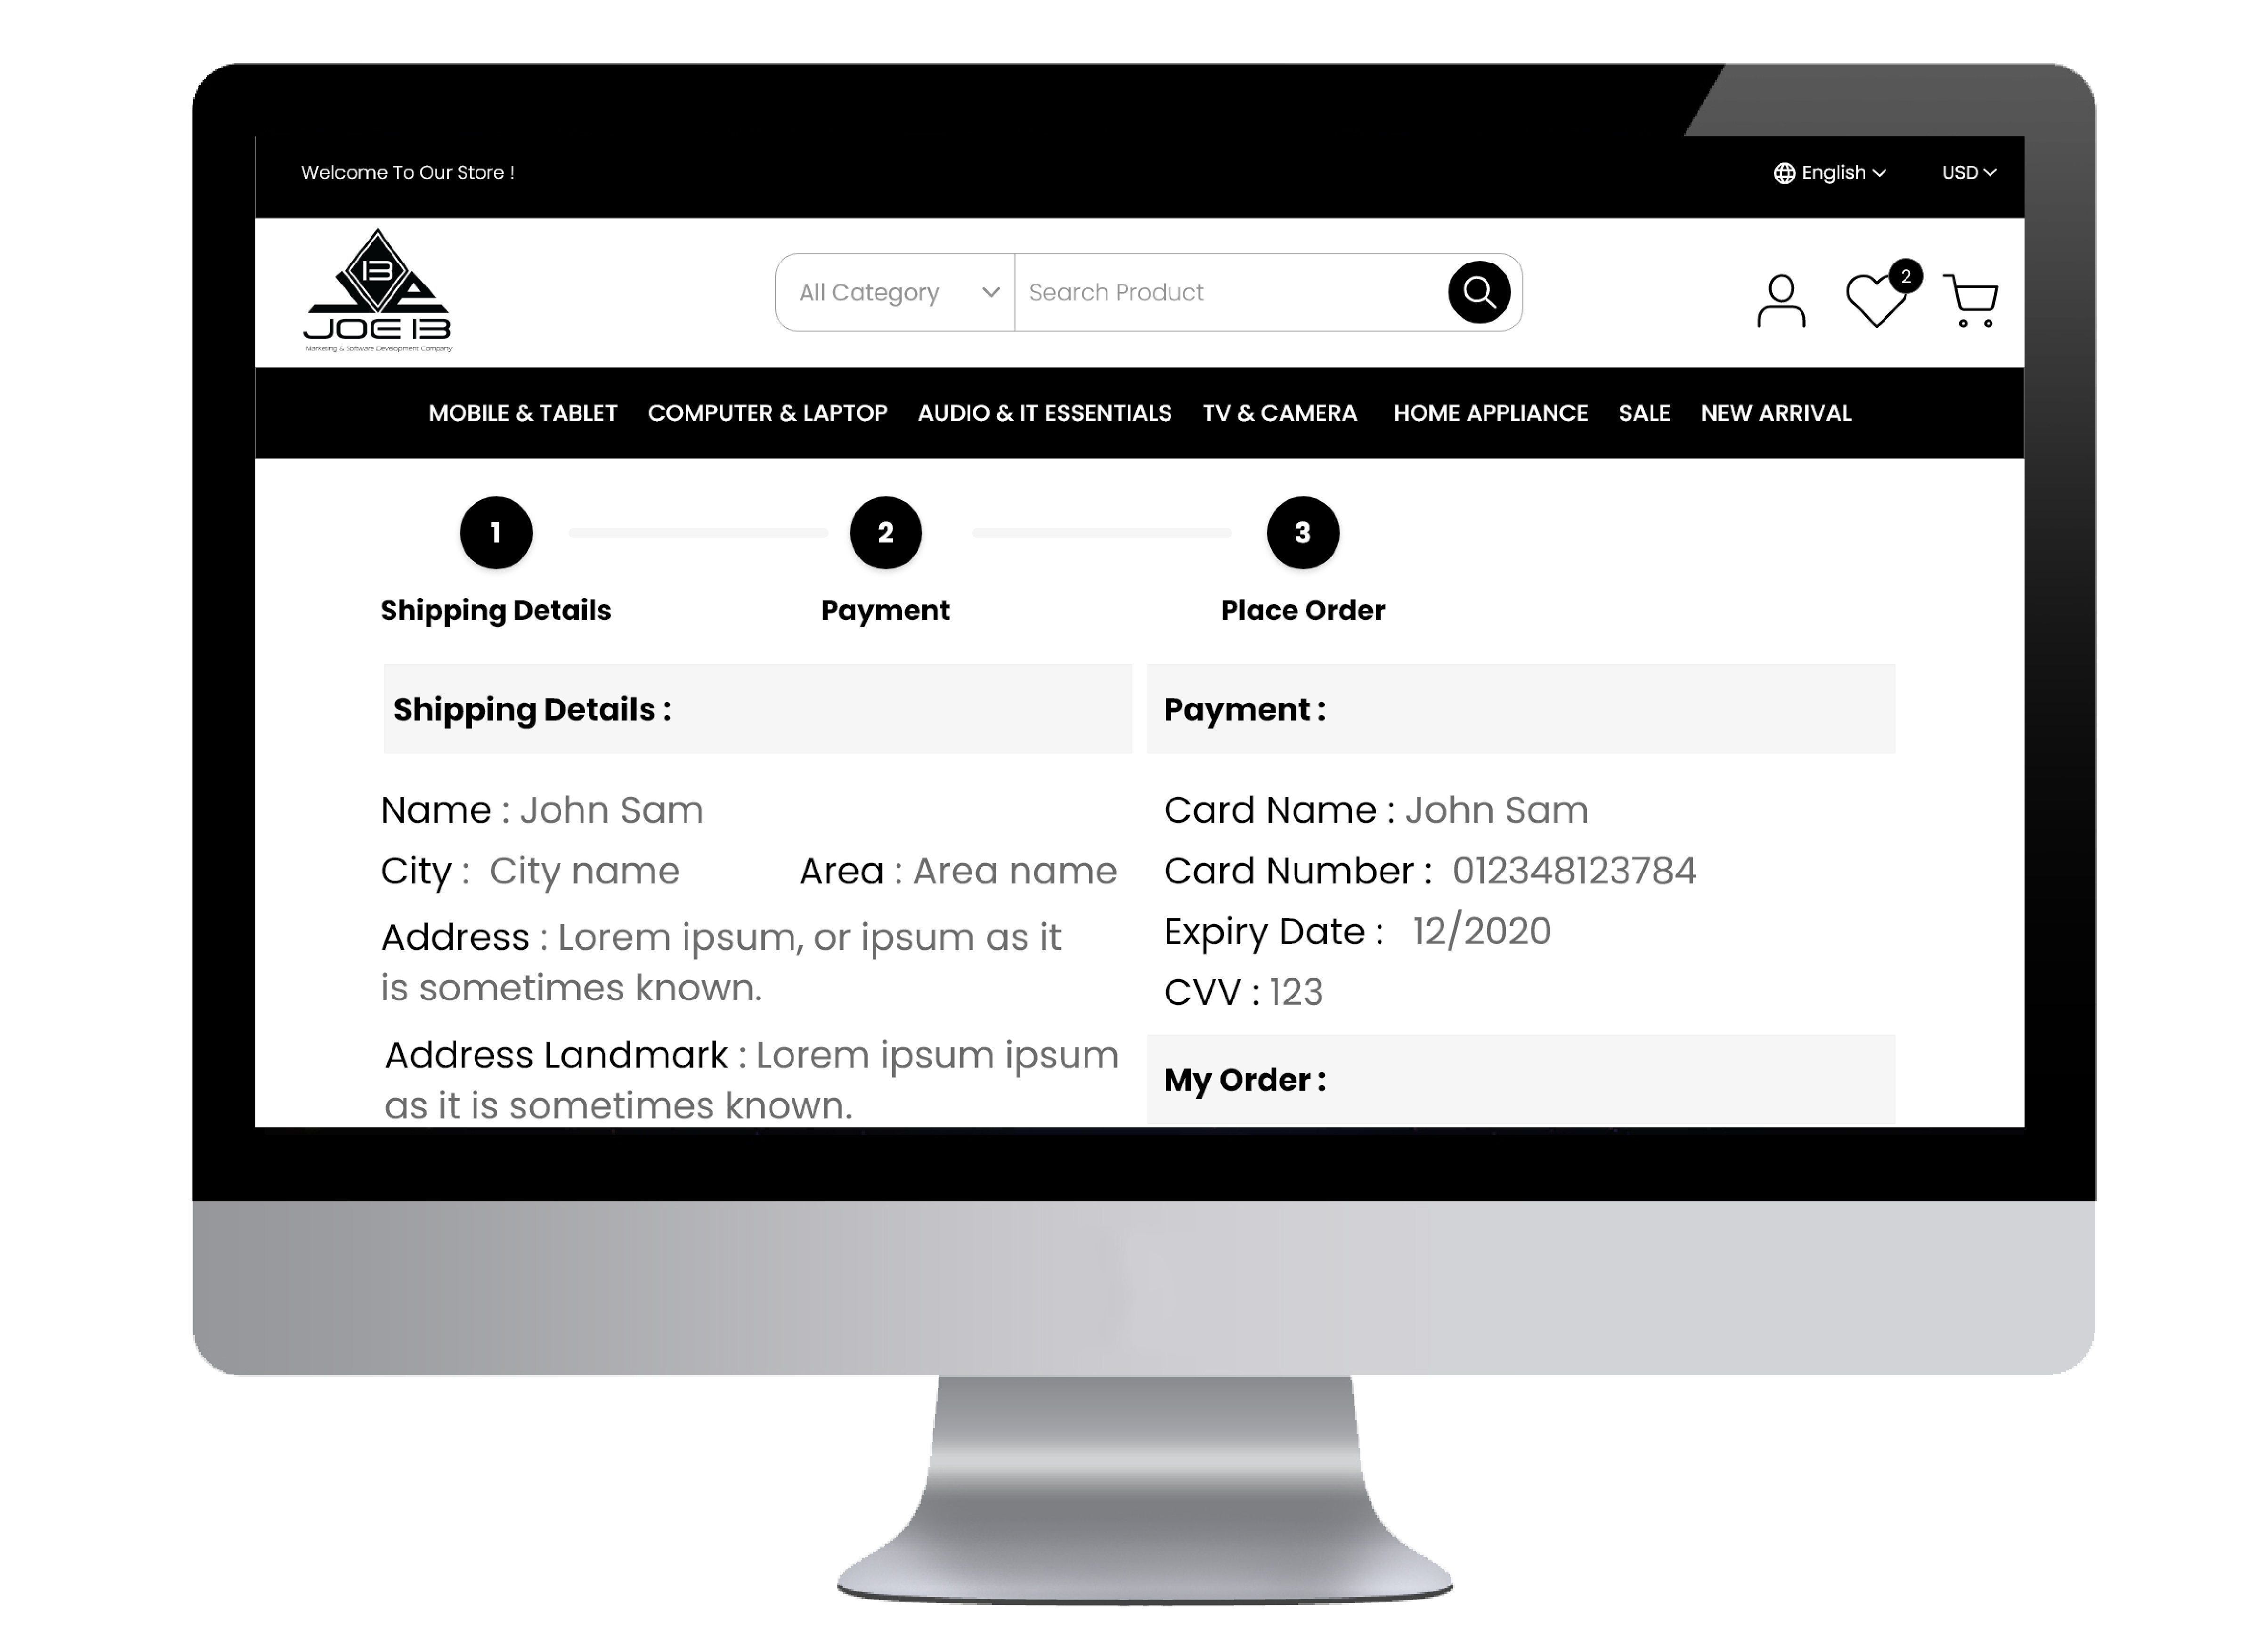 Welcome To Our Store !
English
USD
13
JOE 13
Marketing & Software Development Company
All Category
Search Product
2
MOBILE & TABLET
COMPUTER & LAPTOP
AUDIO & IT ESSENTIALS
TV & CAMERA
HOME APPLIANCE
SALE
NEW ARRIVAL
1
2
3
Shipping Details
Payment
Place Order
Shipping Details :
Name : John Sam
City : City name
Area : Area name
Address : Lorem ipsum, or ipsum as it
is sometimes known.
Address Landmark : Lorem ipsum ipsum
as it is sometimes known.
Payment :
Card Name : John Sam
Card Number : 012348123784
Expiry Date : 12/2020
CVV : 123
My Order :